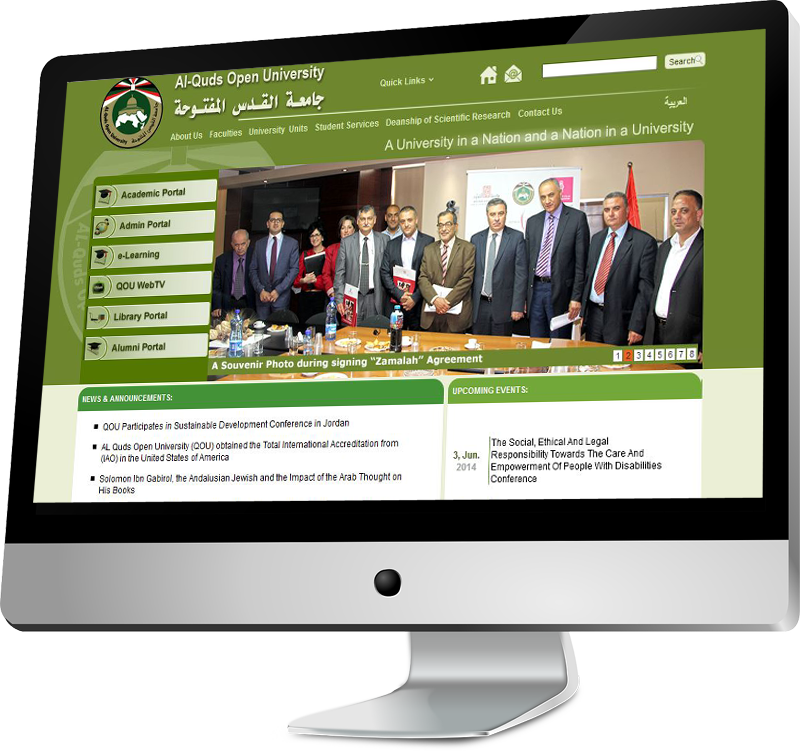 Al-Quds Open University
جامعة القدس المفتوحة
Quick Links
Search
العربية
About Us Faculties University Units Student Services Deanship of Scientific Research Contact Us
A University in a Nation and a Nation in a University
Academic Portal
Admin Portal
e-Learning
QOU WebTV
Library Portal
Alumni Portal
A Souvenir Photo during signing "Zamalah" Agreement
1 2 3 4 5 6 7 8
NEWS & ANNOUNCEMENTS:
QOU Participates in Sustainable Development Conference in Jordan
AL Quds Open University (QOU) obtained the Total International Accreditation from
(IAO) in the United States of America
Solomon Ibn Gabirol, the Andalusian Jewish and the Impact of the Arab Thought on
His Books
UPCOMING EVENTS:
3, Jun.
2014
The Social, Ethical And Legal
Responsibility Towards The Care And
Empowerment Of People With Disabilities
Conference